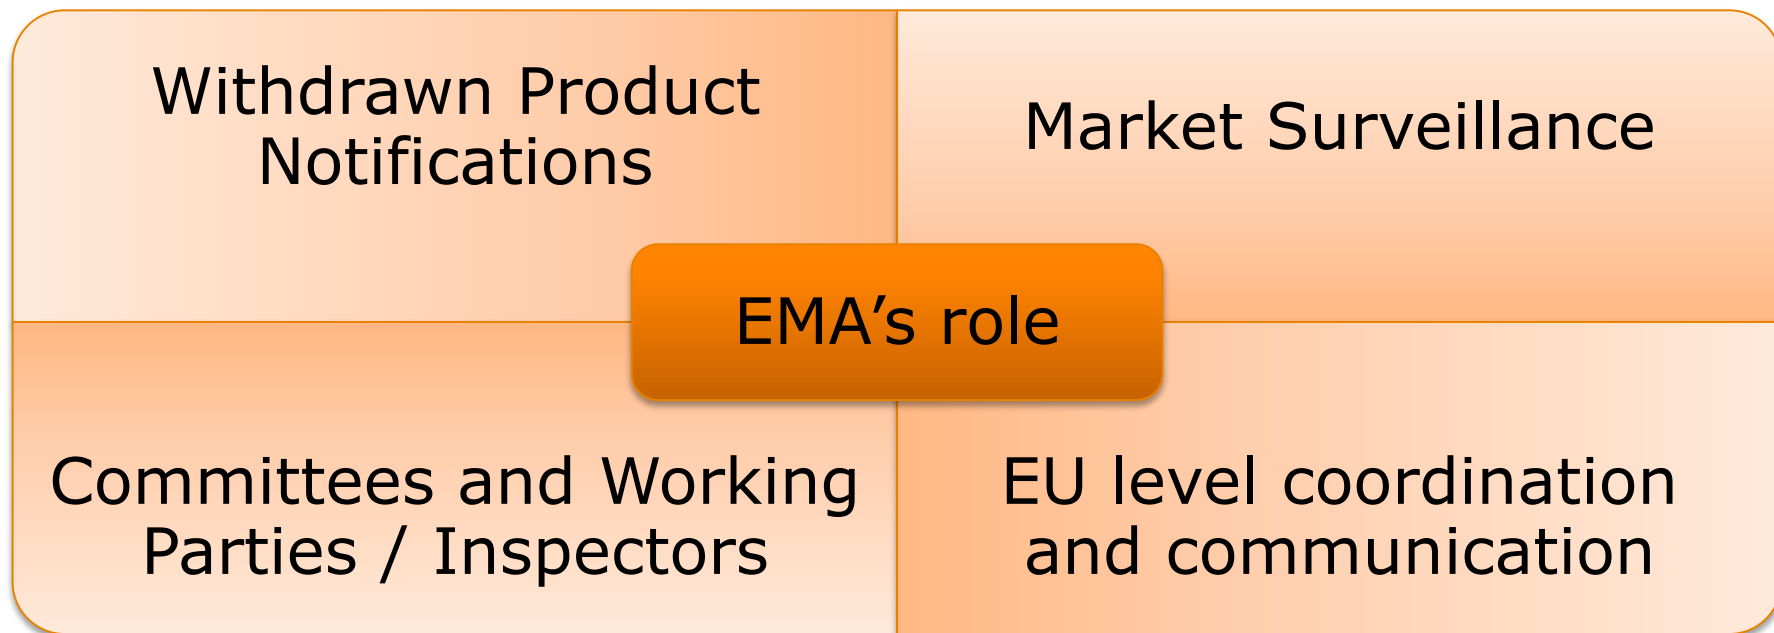 Withdrawn Product
Notifications
Market Surveillance
EMA’s role
Committees and Working
Parties / Inspectors
EU level coordination
and communication